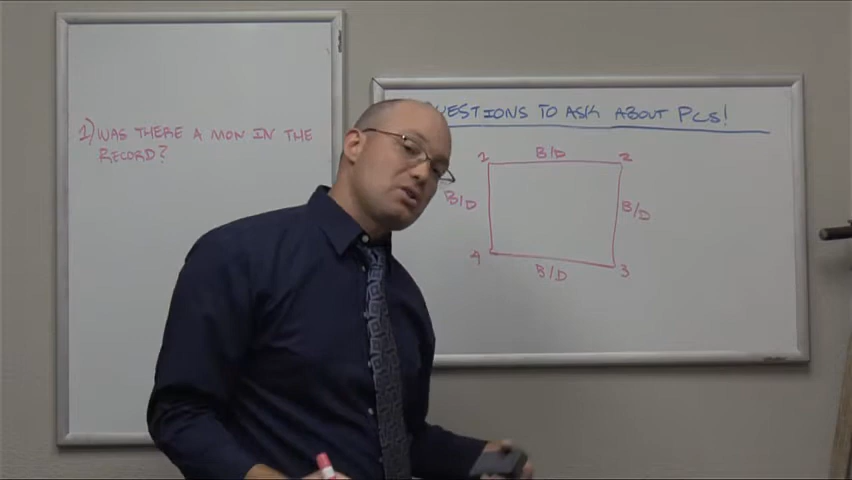 1) WAS THERE A MON IN THE
RECORD?
UESTIONS TO ASK ABOUT PCS!
1 B/D 2
B/D B/D
4 B/D 3